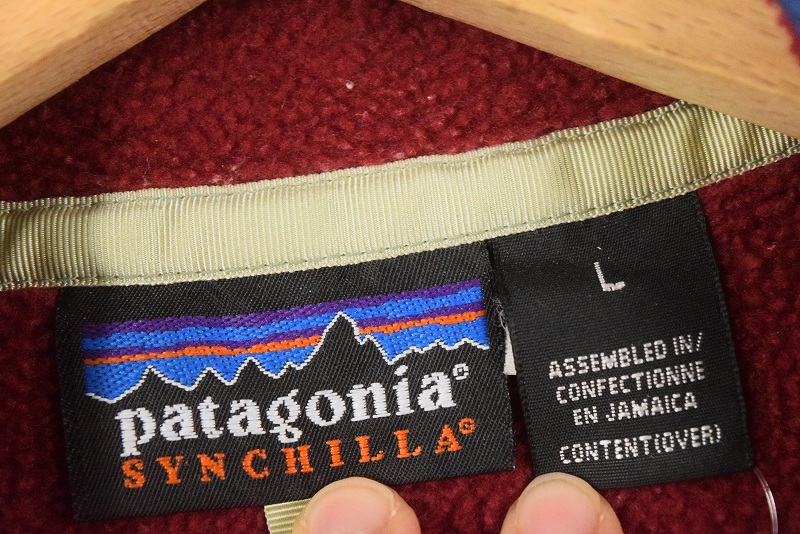 patagonia®
SYNCHILLA®
L
ASSEMBLED IN/
CONFECTIONNE
EN JAMAICA
CONTENT(OVER)